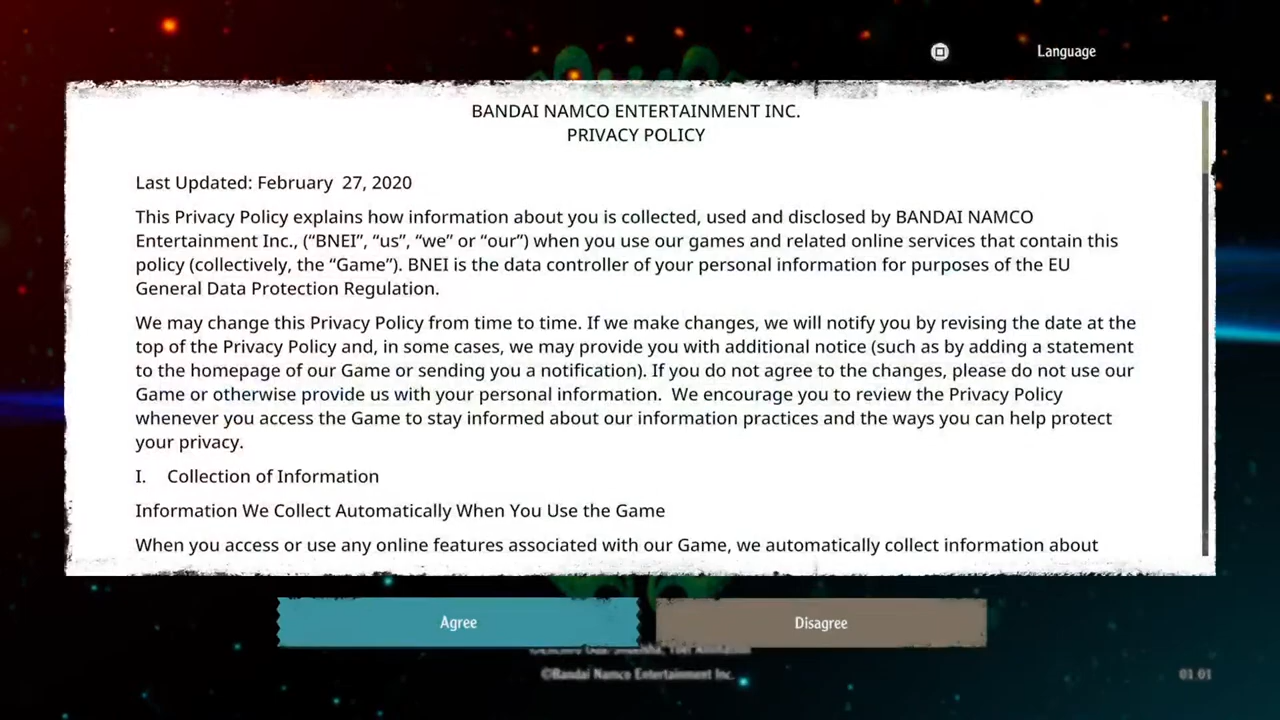 Language
BANDAI NAMCO ENTERTAINMENT INC.
PRIVACY POLICY
Last Updated: February 27, 2020
This Privacy Policy explains how information about you is collected, used and disclosed by BANDAI NAMCO
Entertainment Inc., (“BNEI”, “us”, “we” or “our”) when you use our games and related online services that contain this
policy (collectively, the “Game”). BNEI is the data controller of your personal information for purposes of the EU
General Data Protection Regulation.
We may change this Privacy Policy from time to time. If we make changes, we will notify you by revising the date at the
top of the Privacy Policy and, in some cases, we may provide you with additional notice (such as by adding a statement
to the homepage of our Game or sending you a notification). If you do not agree to the changes, please do not use our
Game or otherwise provide us with your personal information. We encourage you to review the Privacy Policy
whenever you access the Game to stay informed about our information practices and the ways you can help protect
your privacy.
I. Collection of Information
Information We Collect Automatically When You Use the Game
When you access or use any online features associated with our Game, we automatically collect information about
Agree
Disagree
©Bandai Namco Entertainment Inc.
01.01